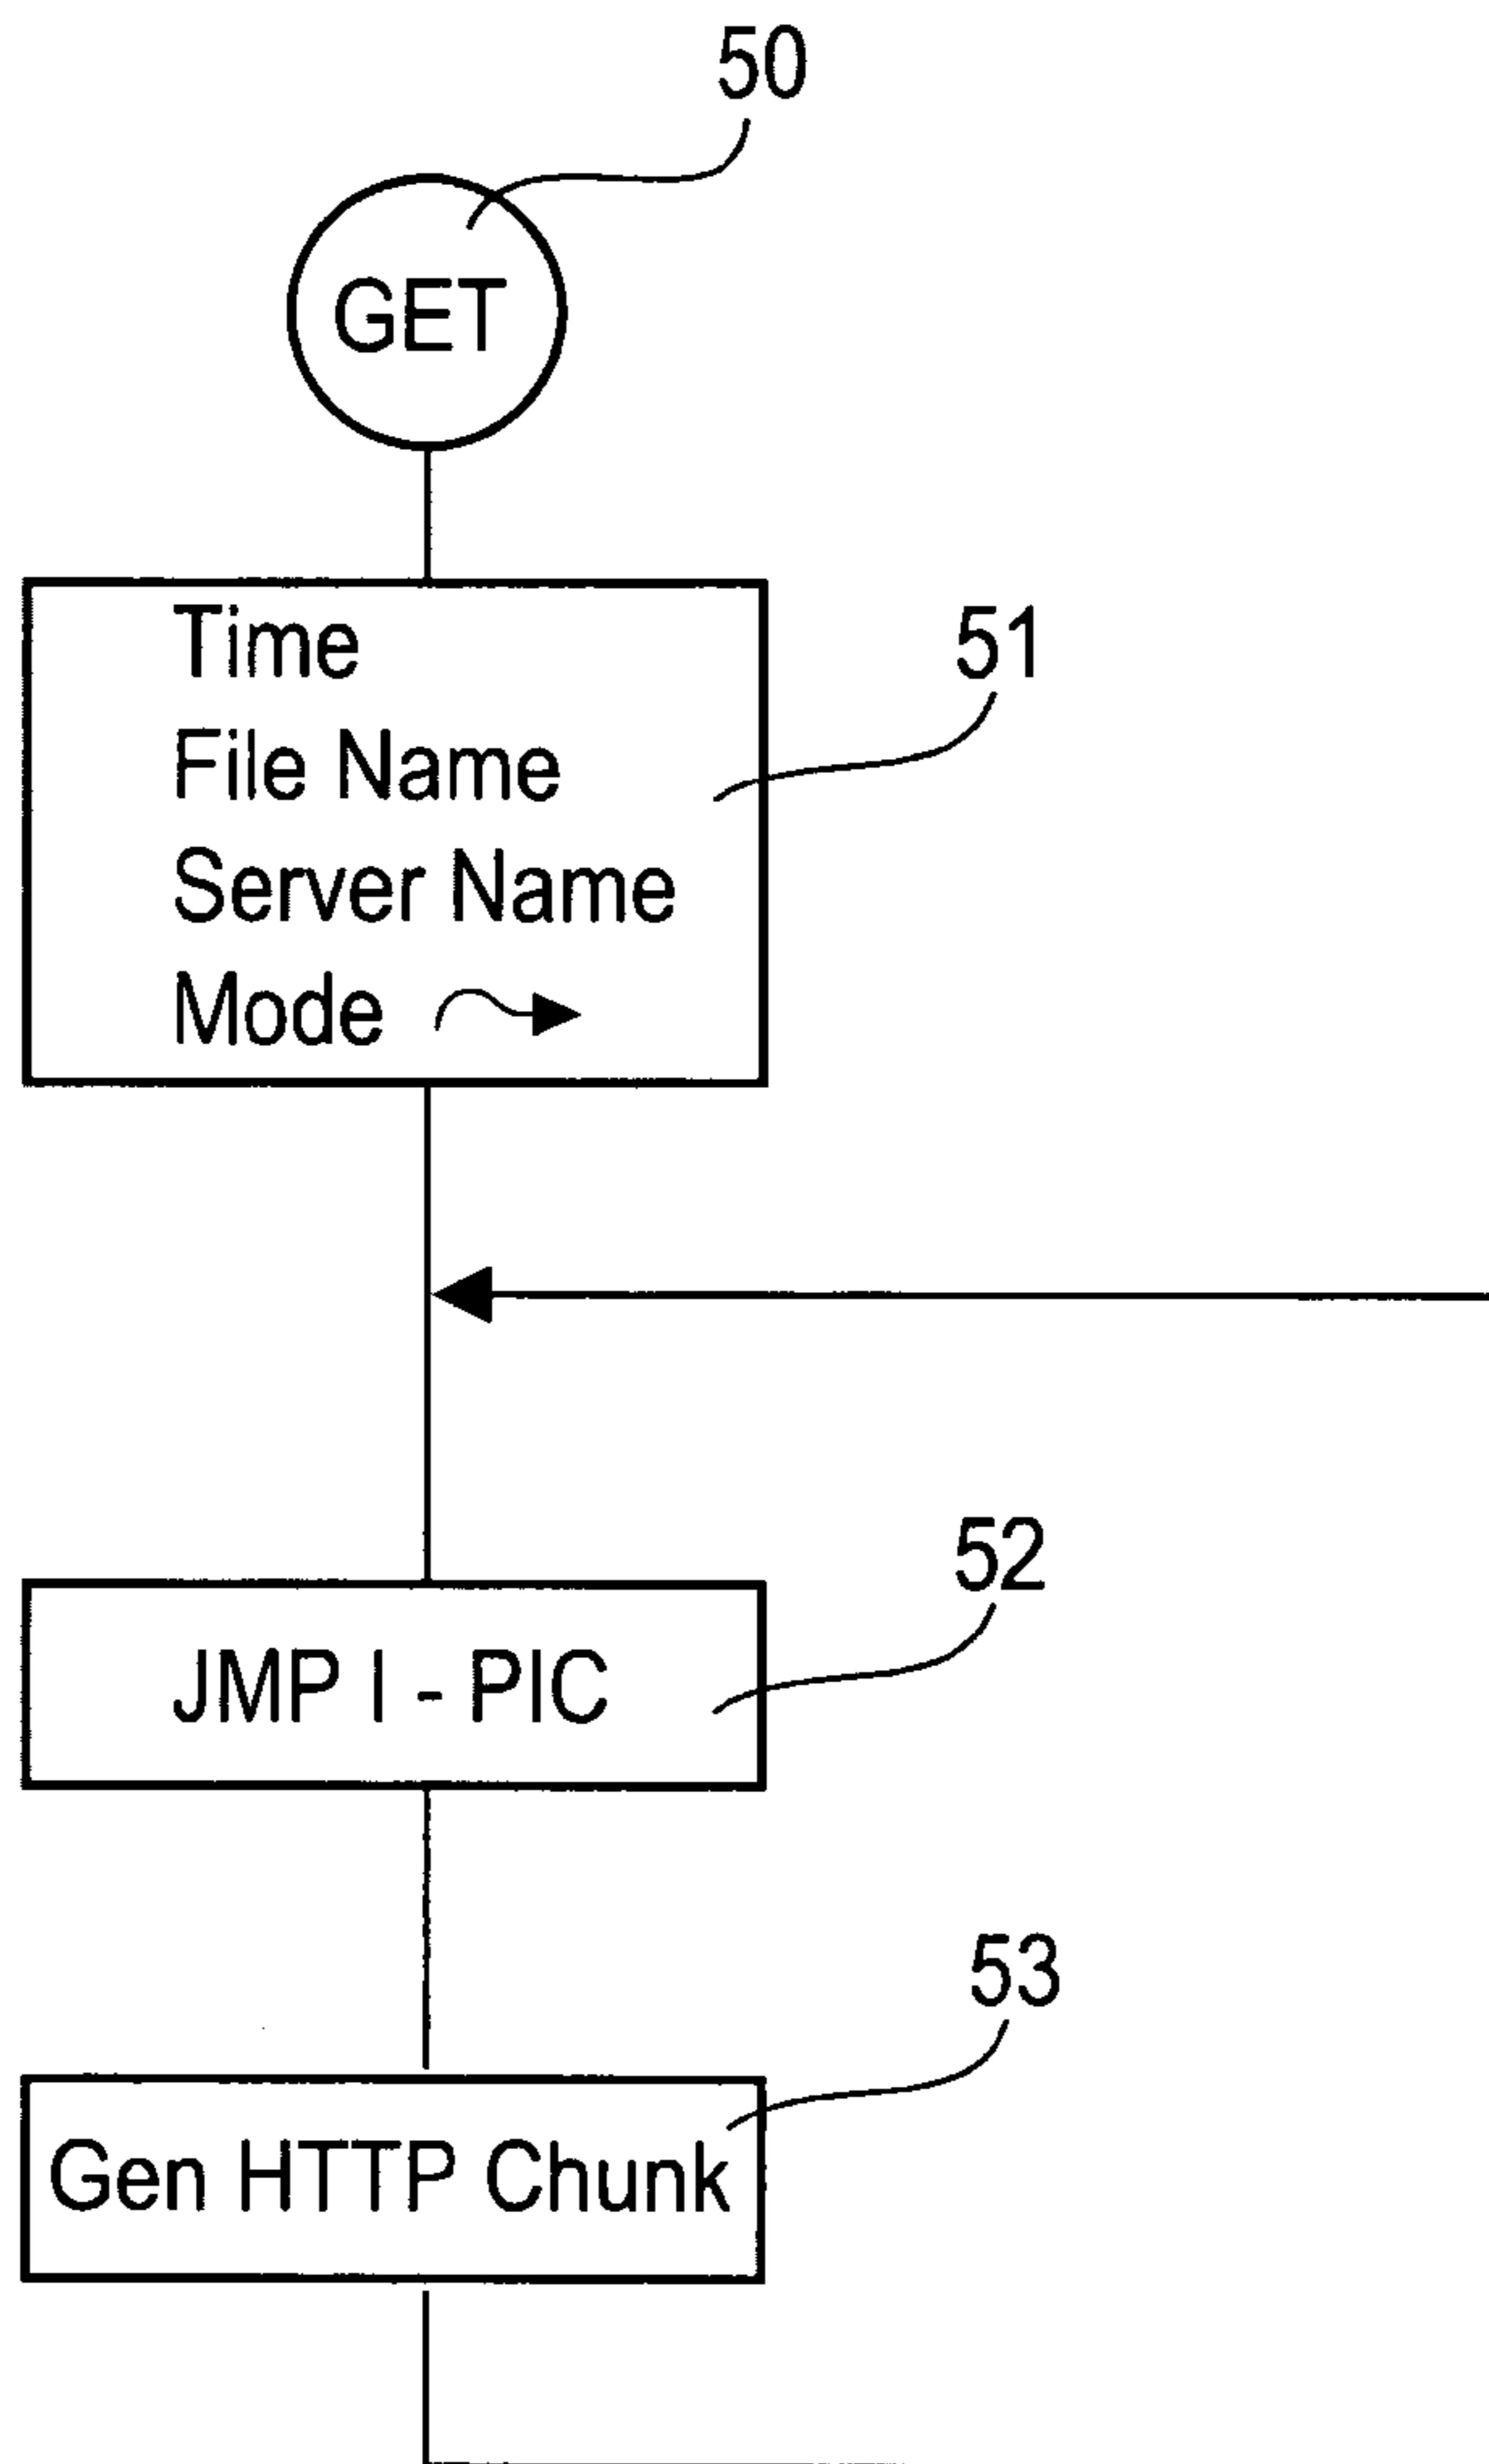 50
GET
Time
51
File Name
Server Name
Mode
52
JMP I - PIC
53
Gen HTTP Chunk